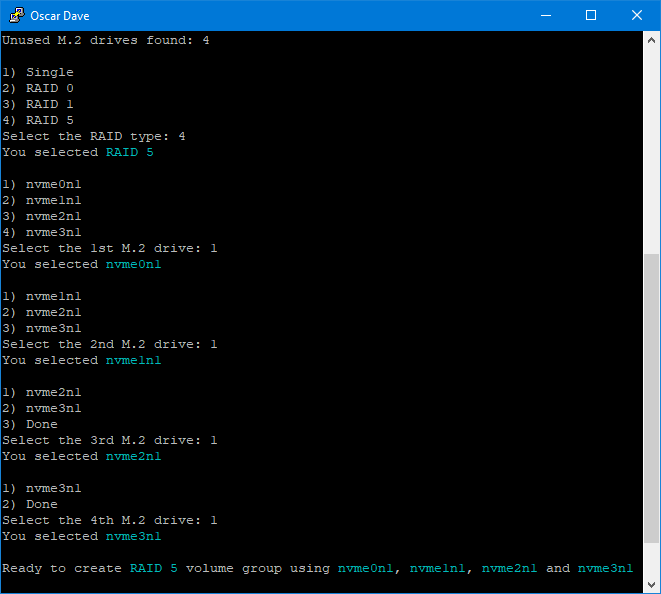 Oscar Dave
Unused M.2 drives found: 4
1) Single
2) RAID 0
3) RAID 1
4) RAID 5
Select the RAID type: 4
You selected RAID 5
1) nvme0n1
2) nvme1n1
3) nvme2n1
4) nvme3n1
Select the 1st M.2 drive: 1
You selected nvme0n1
1) nvme1n1
2) nvme2n1
3) nvme3n1
Select the 2nd M.2 drive: 1
You selected nvme1n1
1) nvme2n1
2) nvme3n1
3) Done
Select the 3rd M.2 drive: 1
You selected nvme2n1
1) nvme3n1
2) Done
Select the 4th M.2 drive: 1
You selected nvme3n1
Ready to create RAID 5 volume group using nvme0n1, nvme1n1, nvme2n1 and nvme3n1